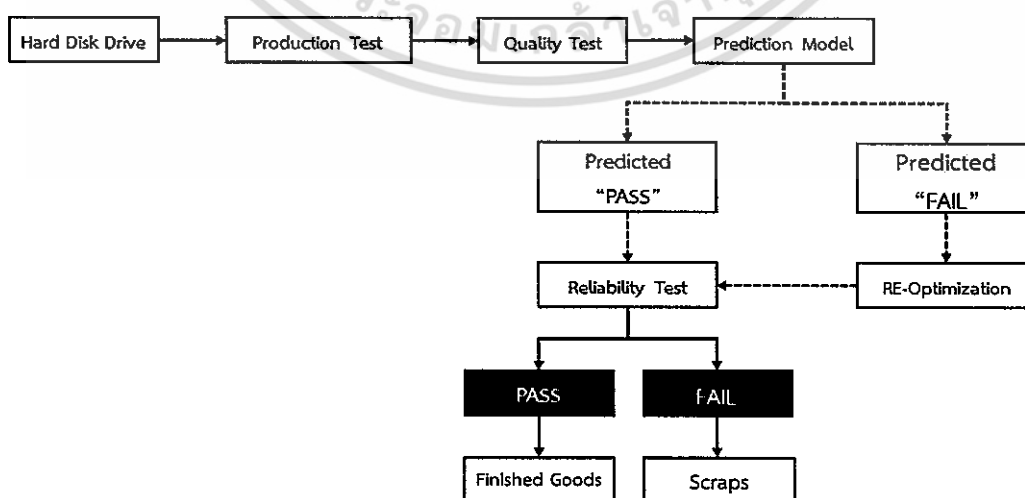 Hard Disk Drive
Production Test
Quality Test
Prediction Model
Predicted
"PASS"
Predicted
"FAIL"
Reliability Test
RE-Optimization
PASS
FAIL
Finished Goods
Scraps